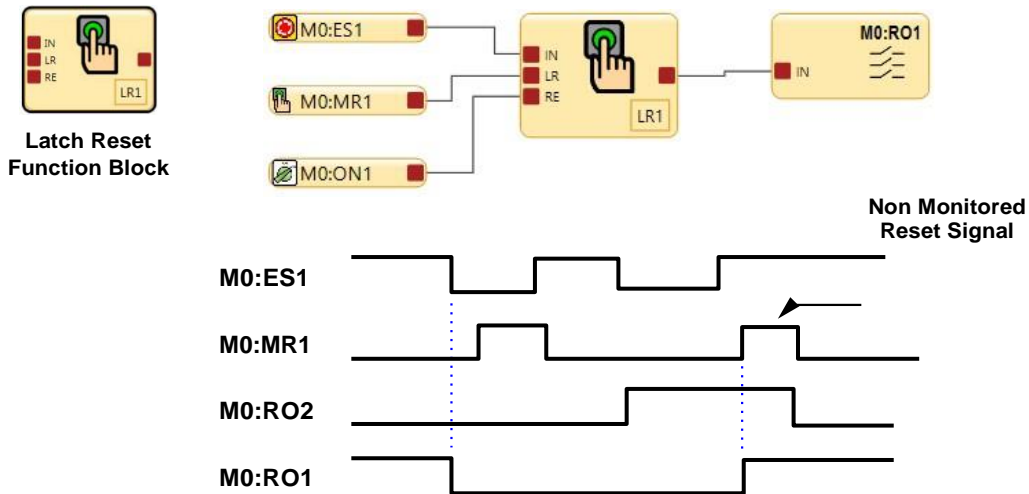 IN
LR
RE
LR1
Latch Reset
Function Block
M0:ES1
M0:MR1
M0:ON1
IN
LR
RE
LR1
M0:RO1
IN
Non Monitored
Reset Signal
M0:ES1
M0:MR1
M0:RO2
M0:RO1